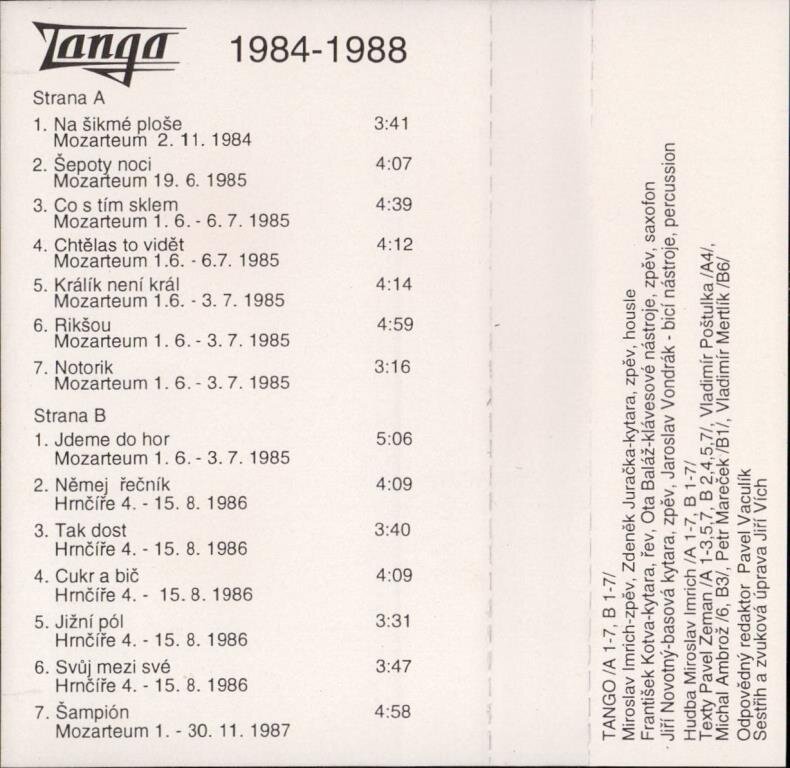 Tango 1984-1988
Strana A
1. Na šikmé ploše 3:41
Mozarteum 2. 11. 1984
2. Šepoty noci 4:07
Mozarteum 19. 6. 1985
3. Co s tím sklem 4:39
Mozarteum 1. 6. - 6. 7. 1985
4. Chtělas to vidět 4:12
Mozarteum 1.6. - 6.7. 1985
5. Králík není král 4:14
Mozarteum 1.6. - 3. 7. 1985
6. Rikšou 4:59
Mozarteum 1. 6. - 3. 7. 1985
7. Notorik 3:16
Mozarteum 1. 6. - 3. 7. 1985
Strana B
1. Jdeme do hor 5:06
Mozarteum 1. 6. - 3. 7. 1985
2. Němej řečník 4:09
Hrnčíře 4. - 15. 8. 1986
3. Tak dost 3:40
Hrnčíře 4. - 15. 8. 1986
4. Cukr a bič 4:09
Hrnčíře 4. - 15. 8. 1986
5. Jižní pól 3:31
Hrnčíře 4. - 15. 8. 1986
6. Svůj mezi své 3:47
Hrnčíře 4. - 15. 8. 1986
7. Šampión 4:58
Mozarteum 1. - 30. 11. 1987
TANGO /A 1-7, B 1-7/
Miroslav Imrich-zpěv, Zdeněk Juračka-kytara, zpěv, housle
František Kotva-kytara, řev, Ota Baláž-klávesové nástroje, zpěv, saxofon
Jiří Novotný-basová kytara, zpěv, Jaroslav Vondrák - bicí nástroje, percussion
Hudba Miroslav Imrich /A 1-7, B 1-7/
Texty Pavel Zeman /A 1-3,5,7, B 2,4,5,7/, Vladimír Poštulka /A4/,
Michal Ambrož /6, B3/, Petr Mareček /B1/, Vladimír Mertlík /B6/
Odpovědný redaktor Pavel Vaculík
Sestřih a zvuková úprava Jiří Vích